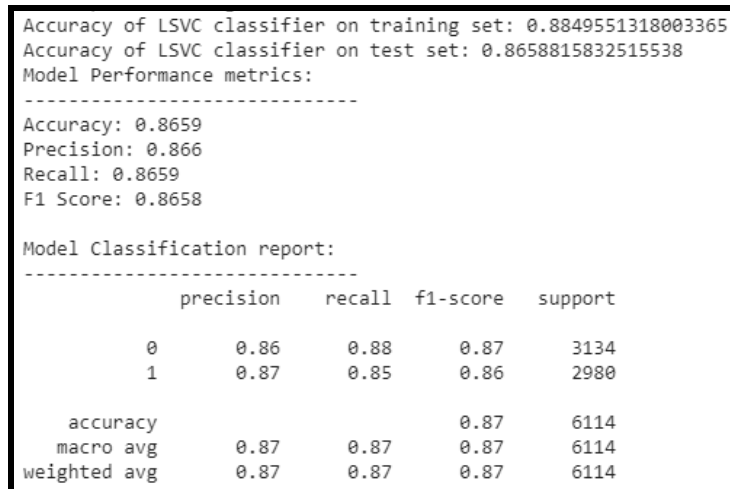 Accuracy of LSVC classifier on training set: 0.8849551318003365
Accuracy of LSVC classifier on test set: 0.8658815832515538
Model Performance metrics:
------------------------------
Accuracy: 0.8659
Precision: 0.866
Recall: 0.8659
F1 Score: 0.8658
Model Classification report:
------------------------------
precision recall f1-score support
0 0.86 0.88 0.87 3134
1 0.87 0.85 0.86 2980
accuracy 0.87 6114
macro avg 0.87 0.87 0.87 6114
weighted avg 0.87 0.87 0.87 6114